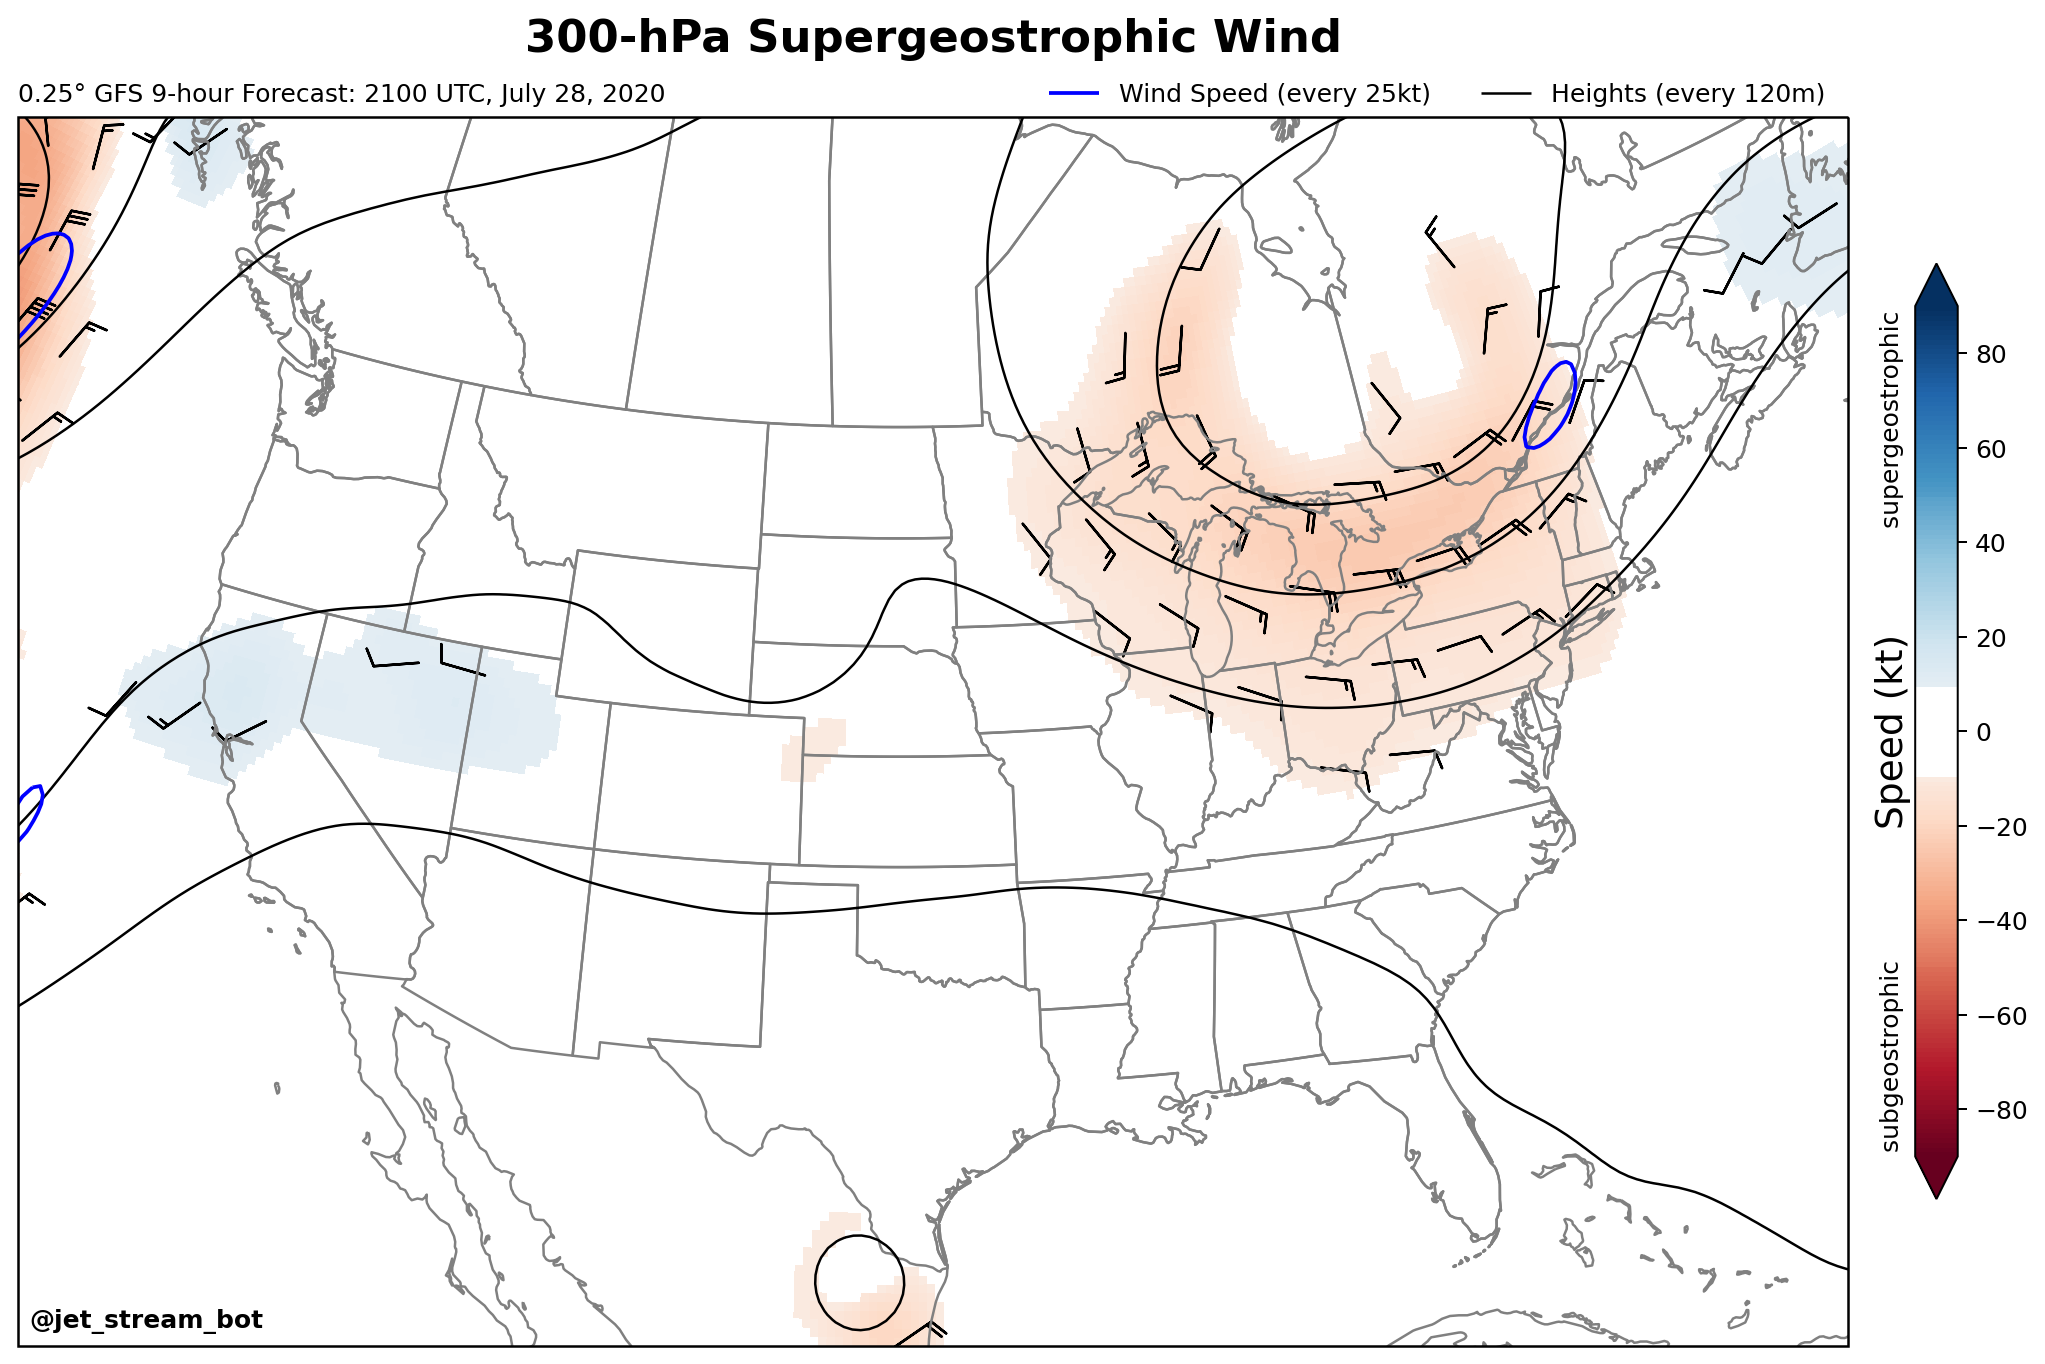 300-hPa Supergeostrophic Wind
0.25° GFS 9-hour Forecast: 2100 UTC, July 28, 2020
Wind Speed (every 25kt)
Heights (every 120m)
supergeostrophic
Speed (kt)
subgeostrophic
80
60
40
20
0
−20
−40
−60
−80
@jet_stream_bot